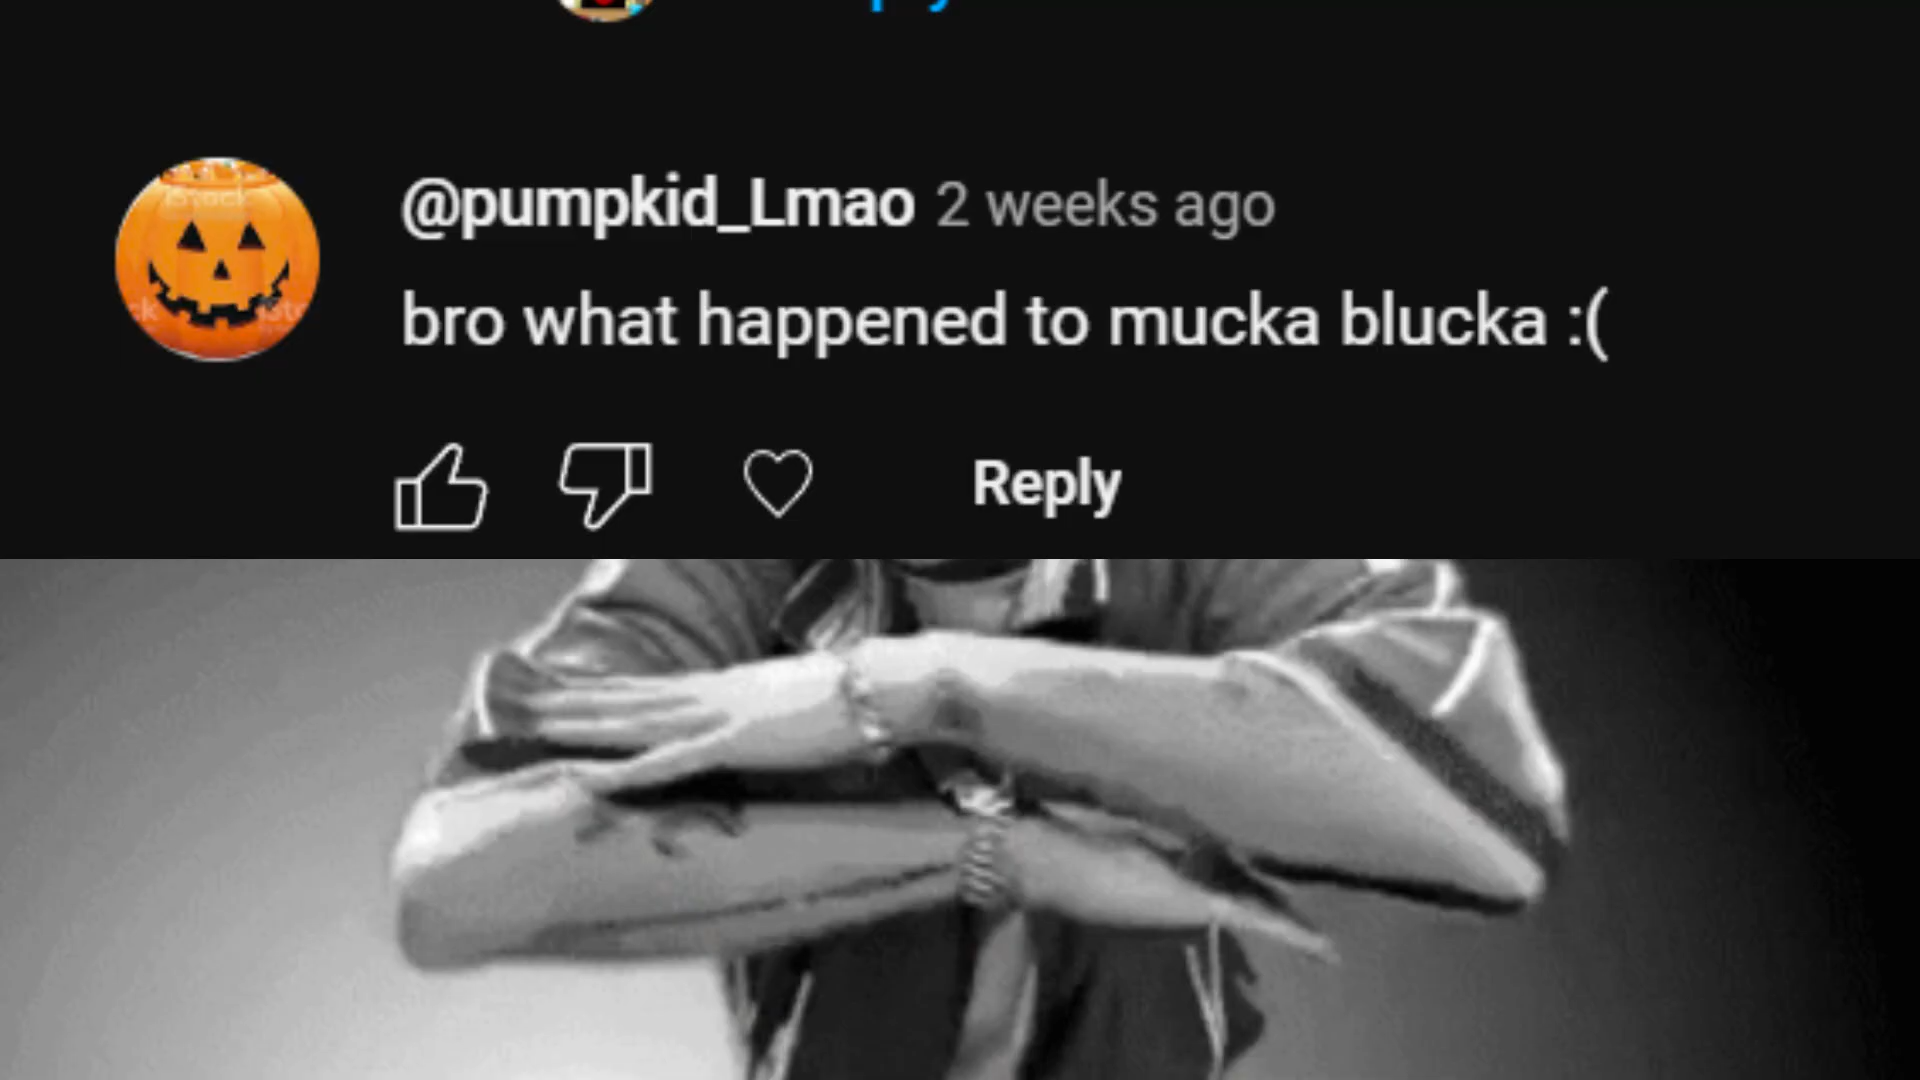 @pumpkid_Lmao 2 weeks ago
bro what happened to mucka blucka :(
Reply